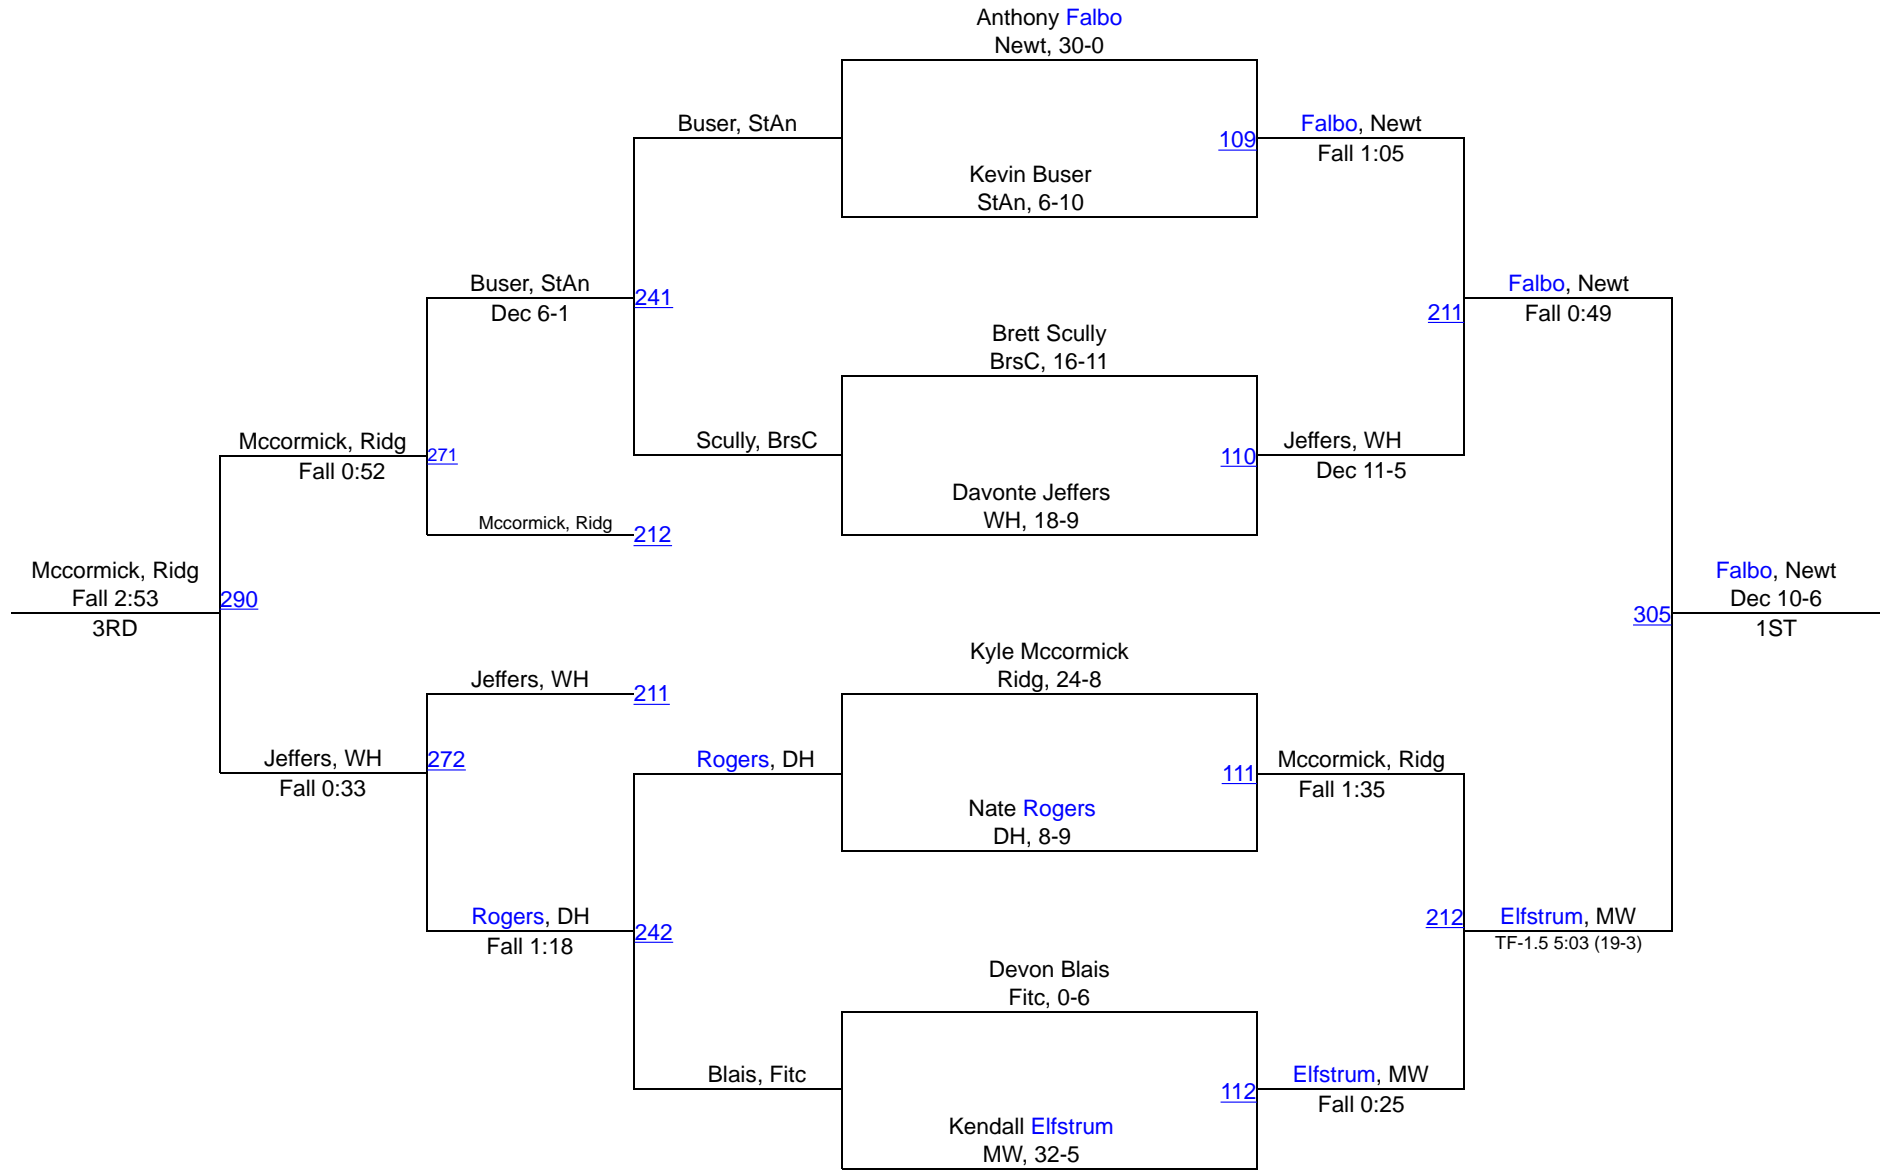 Anthony Falbo
Newt, 30-0
Buser, StAn
109
Falbo, Newt
Fall 1:05
Kevin Buser
StAn, 6-10
Buser, StAn
Dec 6-1
241
211
Falbo, Newt
Fall 0:49
Brett Scully
BrsC, 16-11
Mccormick, Ridg
Fall 0:52
271
Scully, BrsC
110
Jeffers, WH
Dec 11-5
Davonte Jeffers
WH, 18-9
Mccormick, Ridg
212
Mccormick, Ridg
Fall 2:53
3RD
290
305
Falbo, Newt
Dec 10-6
1ST
Kyle Mccormick
Ridg, 24-8
Jeffers, WH
211
Jeffers, WH
Fall 0:33
272
Rogers, DH
111
Mccormick, Ridg
Fall 1:35
Nate Rogers
DH, 8-9
Rogers, DH
Fall 1:18
242
212
Elfstrum, MW
TF-1.5 5:03 (19-3)
Devon Blais
Fitc, 0-6
Blais, Fitc
112
Elfstrum, MW
Fall 0:25
Kendall Elfstrum
MW, 32-5